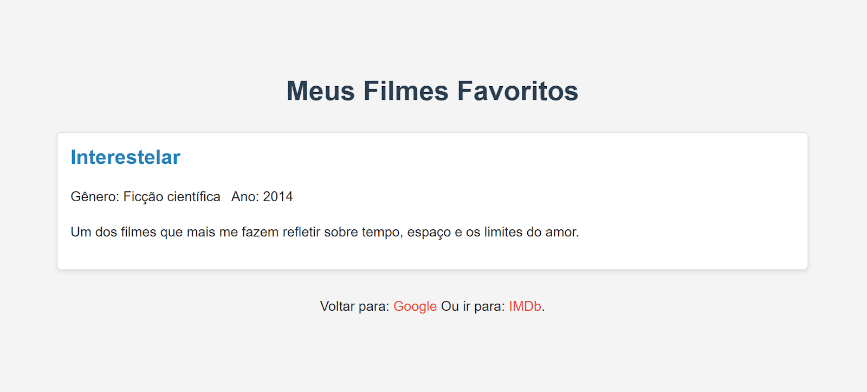 Meus Filmes Favoritos
Interestelar
Gênero: Ficção científica   Ano: 2014
Um dos filmes que mais me fazem refletir sobre tempo, espaço e os limites do amor.
Voltar para: Google Ou ir para: IMDb.